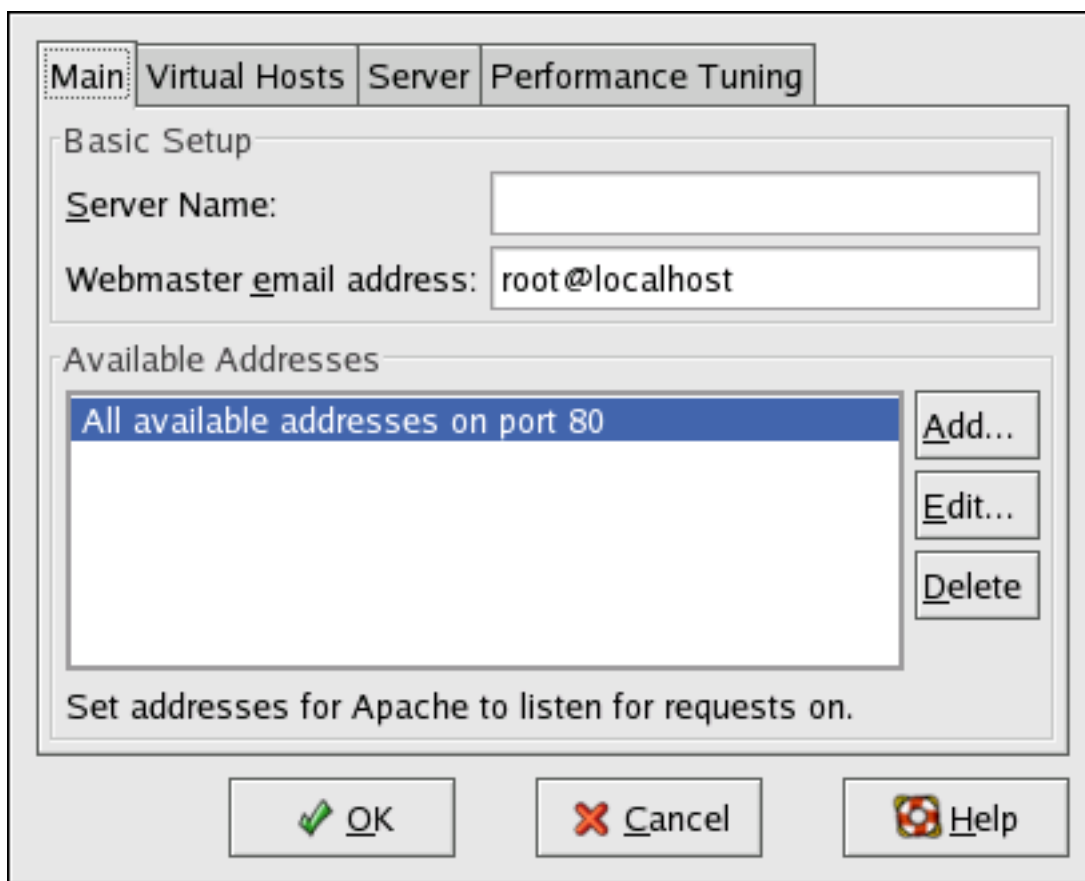 Main Virtual Hosts Server Performance Tuning
Basic Setup
Server Name:
Webmaster email address: root@localhost
Available Addresses
All available addresses on port 80
Add...
Edit...
Delete
Set addresses for Apache to listen for requests on.
OK Cancel Help